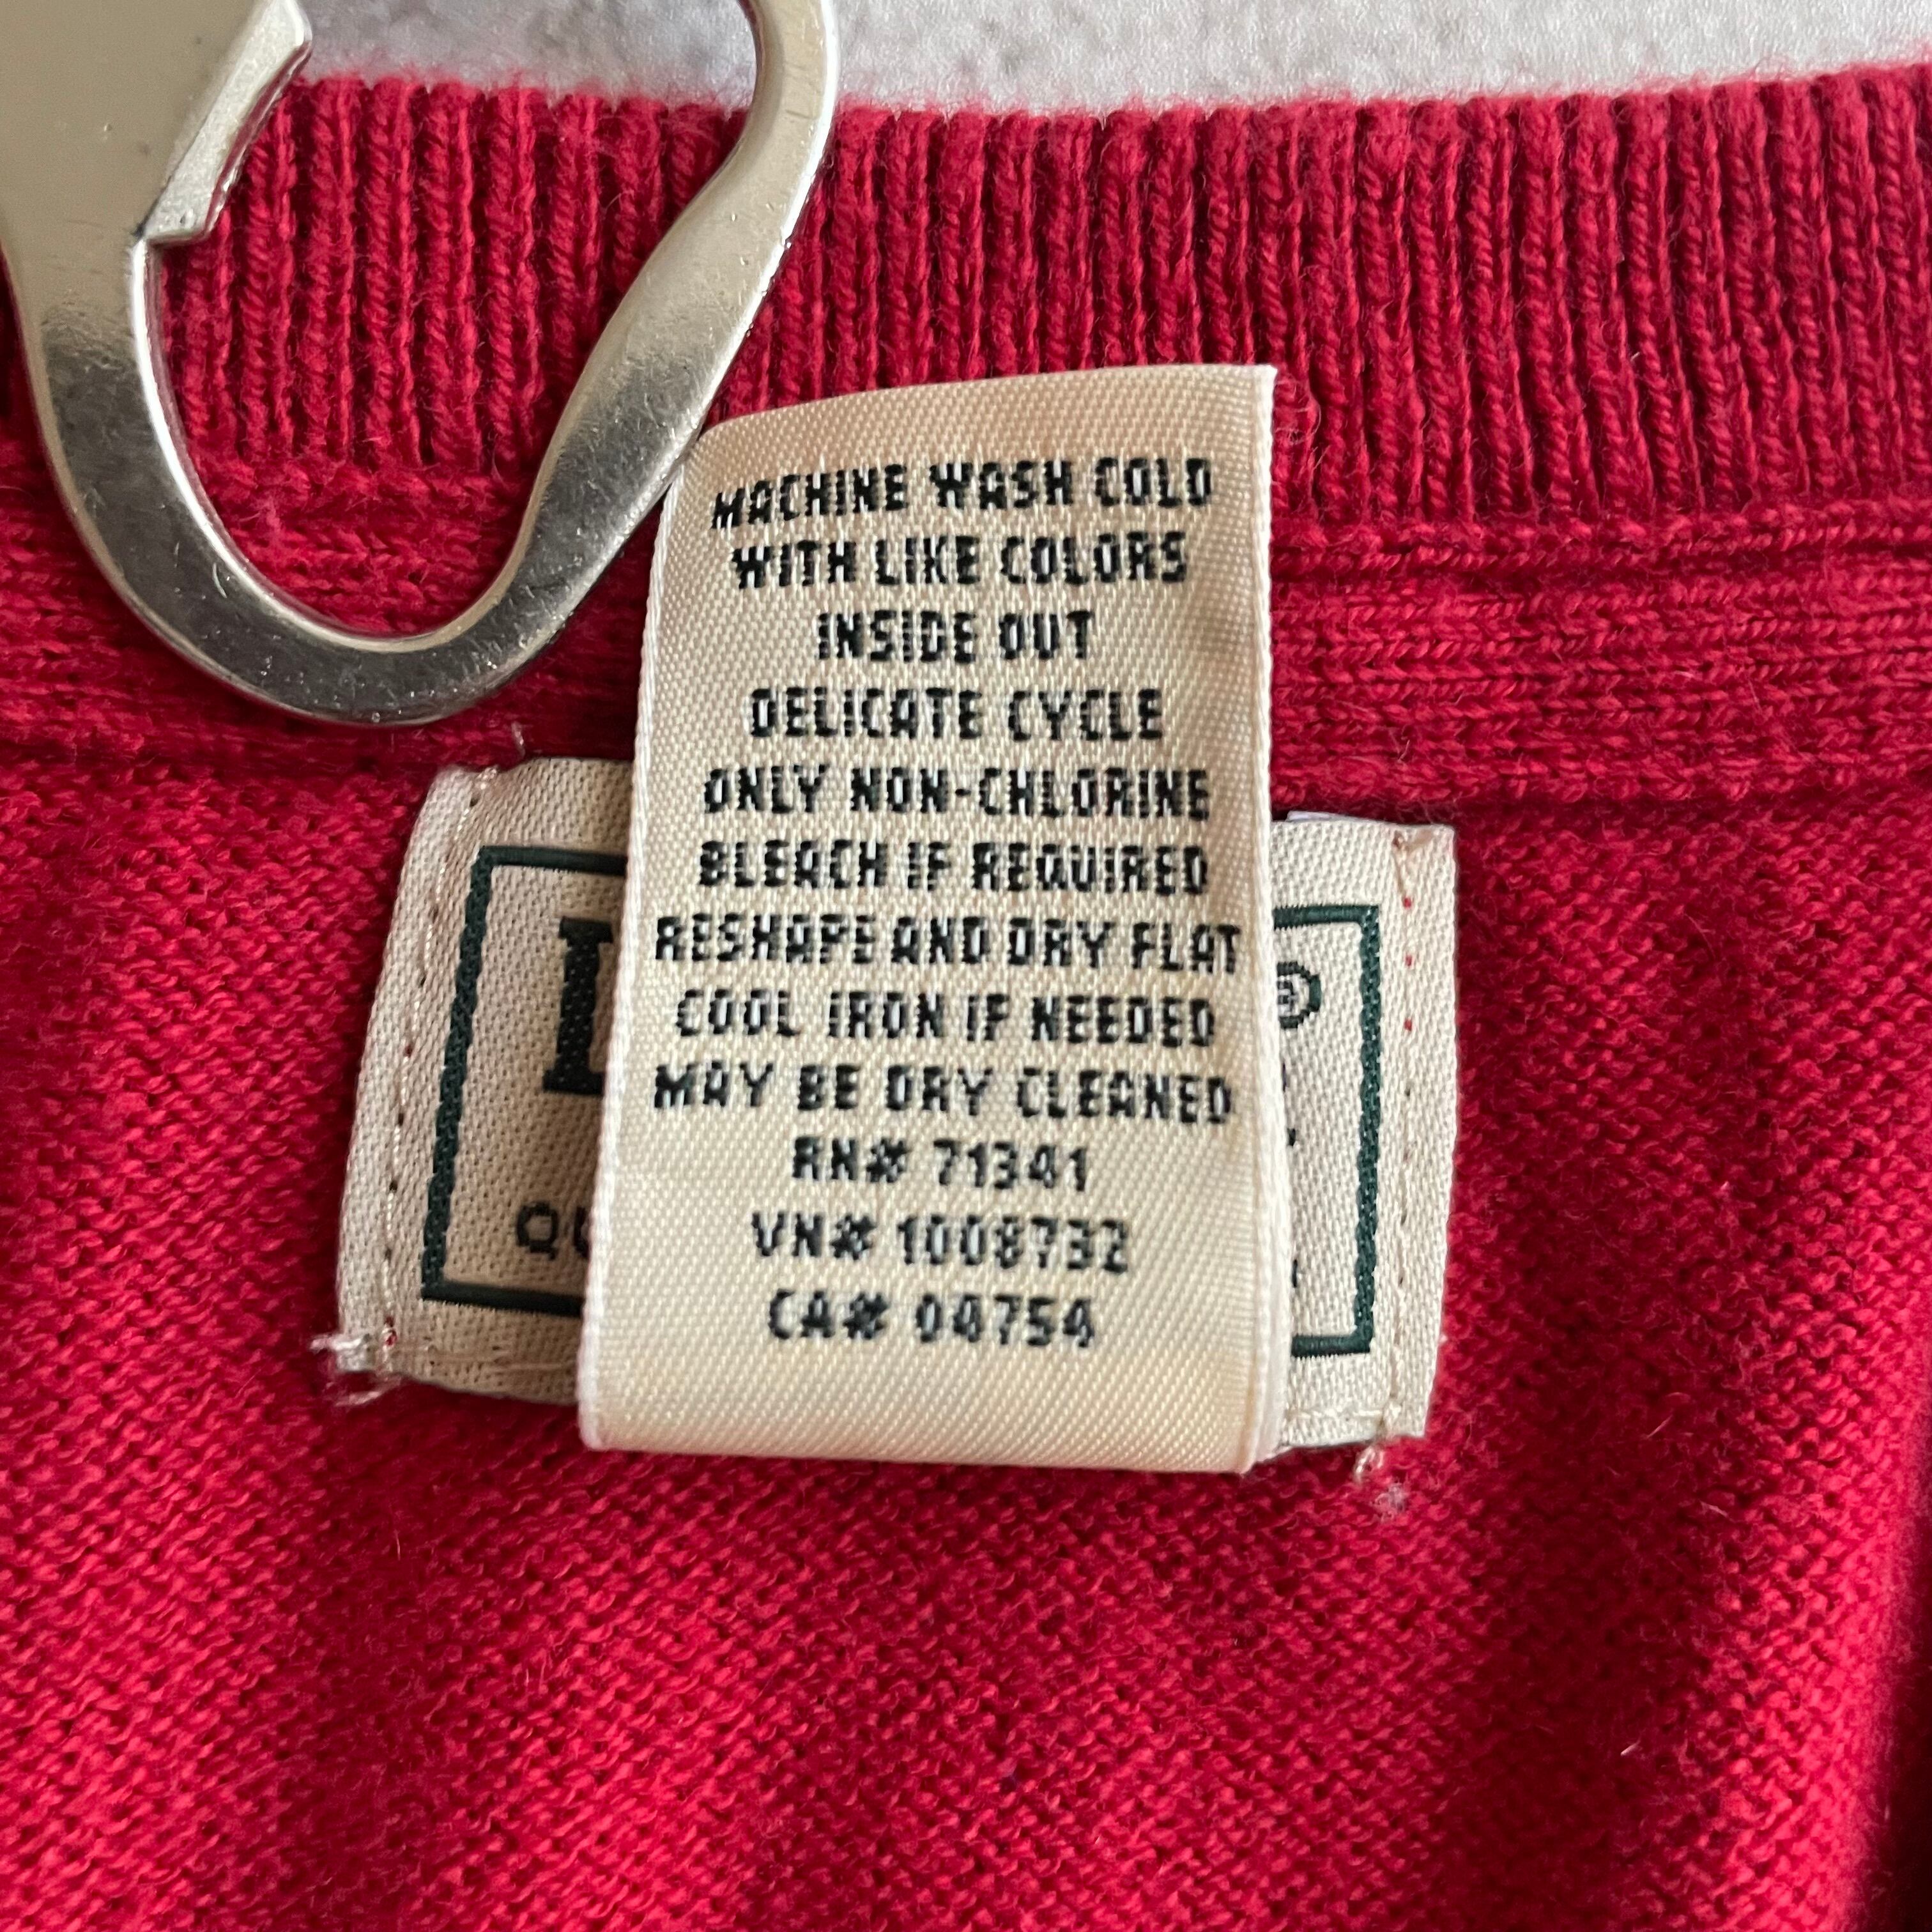 MACHINE WASH COLD
WITH LIKE COLORS
INSIDE OUT
DELICATE CYCLE
ONLY NON-CHLORINE
BLEACH IF REQUIRED
RESHAPE AND DRY FLAT
COOL IRON IF NEEDED
MAY BE DRY CLEANED
RN# 71341
VN# 1008732
CA# 04754